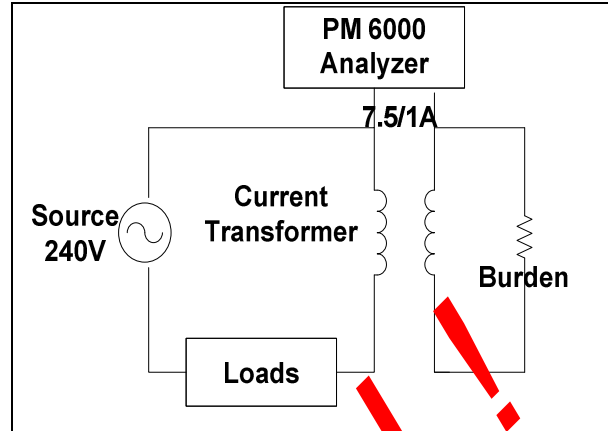 PM 6000
Analyzer
7.5/1A
Current
Transformer
Source
240V
Burden
Loads